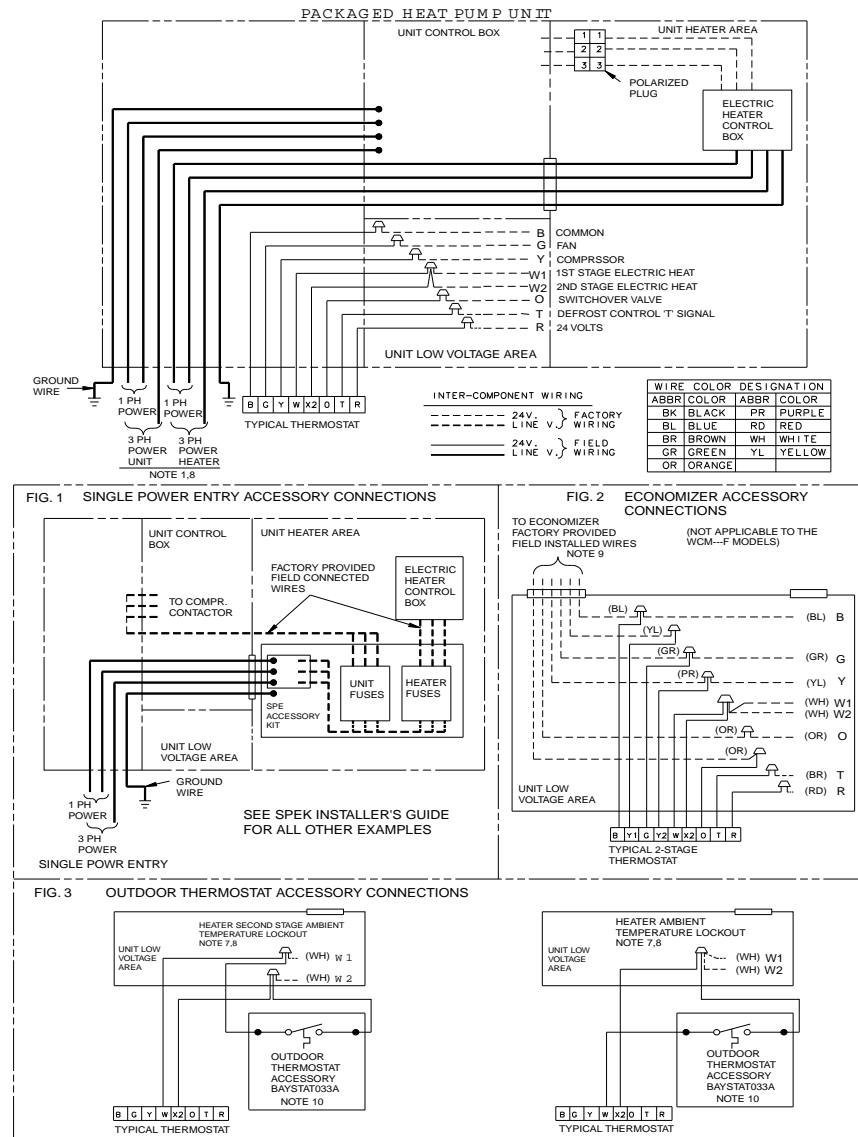 PACKAGED HEAT PUMP UNIT
UNIT CONTROL BOX
UNIT HEATER AREA
1 1
2 2
3 3
POLARIZED
PLUG
ELECTRIC
HEATER
CONTROL
BOX
B COMMON
G FAN
Y COMPRSSOR
W1 1ST STAGE ELECTRIC HEAT
W2 2ND STAGE ELECTRIC HEAT
O SWITCHOVER VALVE
T DEFROST CONTROL 'T' SIGNAL
R 24 VOLTS
UNIT LOW VOLTAGE AREA
GROUND
WIRE
1 PH
POWER
1 PH
POWER
3 PH
POWER
UNIT
3 PH
POWER
HEATER
NOTE 1,8
B G Y W X2 O T R
TYPICAL THERMOSTAT
INTER-COMPONENT WIRING
24V. FACTORY
LINE V. WIRING
24V. FIELD
LINE V. WIRING
WIRE COLOR DESIGNATION
ABBR COLOR ABBR COLOR
BK BLACK PR PURPLE
BL BLUE RD RED
BR BROWN WH WHITE
GR GREEN YL YELLOW
OR ORANGE
FIG. 1 SINGLE POWER ENTRY ACCESSORY CONNECTIONS
UNIT CONTROL
BOX
UNIT HEATER AREA
FACTORY PROVIDED
FIELD CONNECTED
WIRES
ELECTRIC
HEATER
CONTROL
BOX
TO COMPR.
CONTACTOR
UNIT
FUSES
HEATER
FUSES
SPE
ACCESSORY
KIT
UNIT LOW
VOLTAGE AREA
GROUND
WIRE
1 PH
POWER
3 PH
POWER
SINGLE POWR ENTRY
SEE SPEK INSTALLER'S GUIDE
FOR ALL OTHER EXAMPLES
FIG. 2 ECONOMIZER ACCESSORY
CONNECTIONS
TO ECONOMIZER
FACTORY PROVIDED
FIELD INSTALLED WIRES
NOTE 9
(NOT APPLICABLE TO THE
WCM---F MODELS)
(BL) (BL) B
(YL)
(GR) (GR) G
(PR) (YL) Y
(WH) W1
(WH) W2
(OR) (OR) O
(OR)
(BR) T
(RD) R
UNIT LOW
VOLTAGE AREA
B Y1 G Y2 W X2 O T R
TYPICAL 2-STAGE
THERMOSTAT
FIG. 3 OUTDOOR THERMOSTAT ACCESSORY CONNECTIONS
HEATER SECOND STAGE AMBIENT
TEMPERATURE LOCKOUT
NOTE 7,8
UNIT LOW
VOLTAGE
AREA
(WH) W1
(WH) W2
OUTDOOR
THERMOSTAT
ACCESSORY
BAYSTAT033A
NOTE 10
B G Y W X2 O T R
TYPICAL THERMOSTAT
HEATER AMBIENT
TEMPERATURE LOCKOUT
NOTE 7,8
UNIT LOW
VOLTAGE
AREA
(WH) W1
(WH) W2
OUTDOOR
THERMOSTAT
ACCESSORY
BAYSTAT033A
NOTE 10
B G Y W X2 O T R
TYPICAL THERMOSTAT